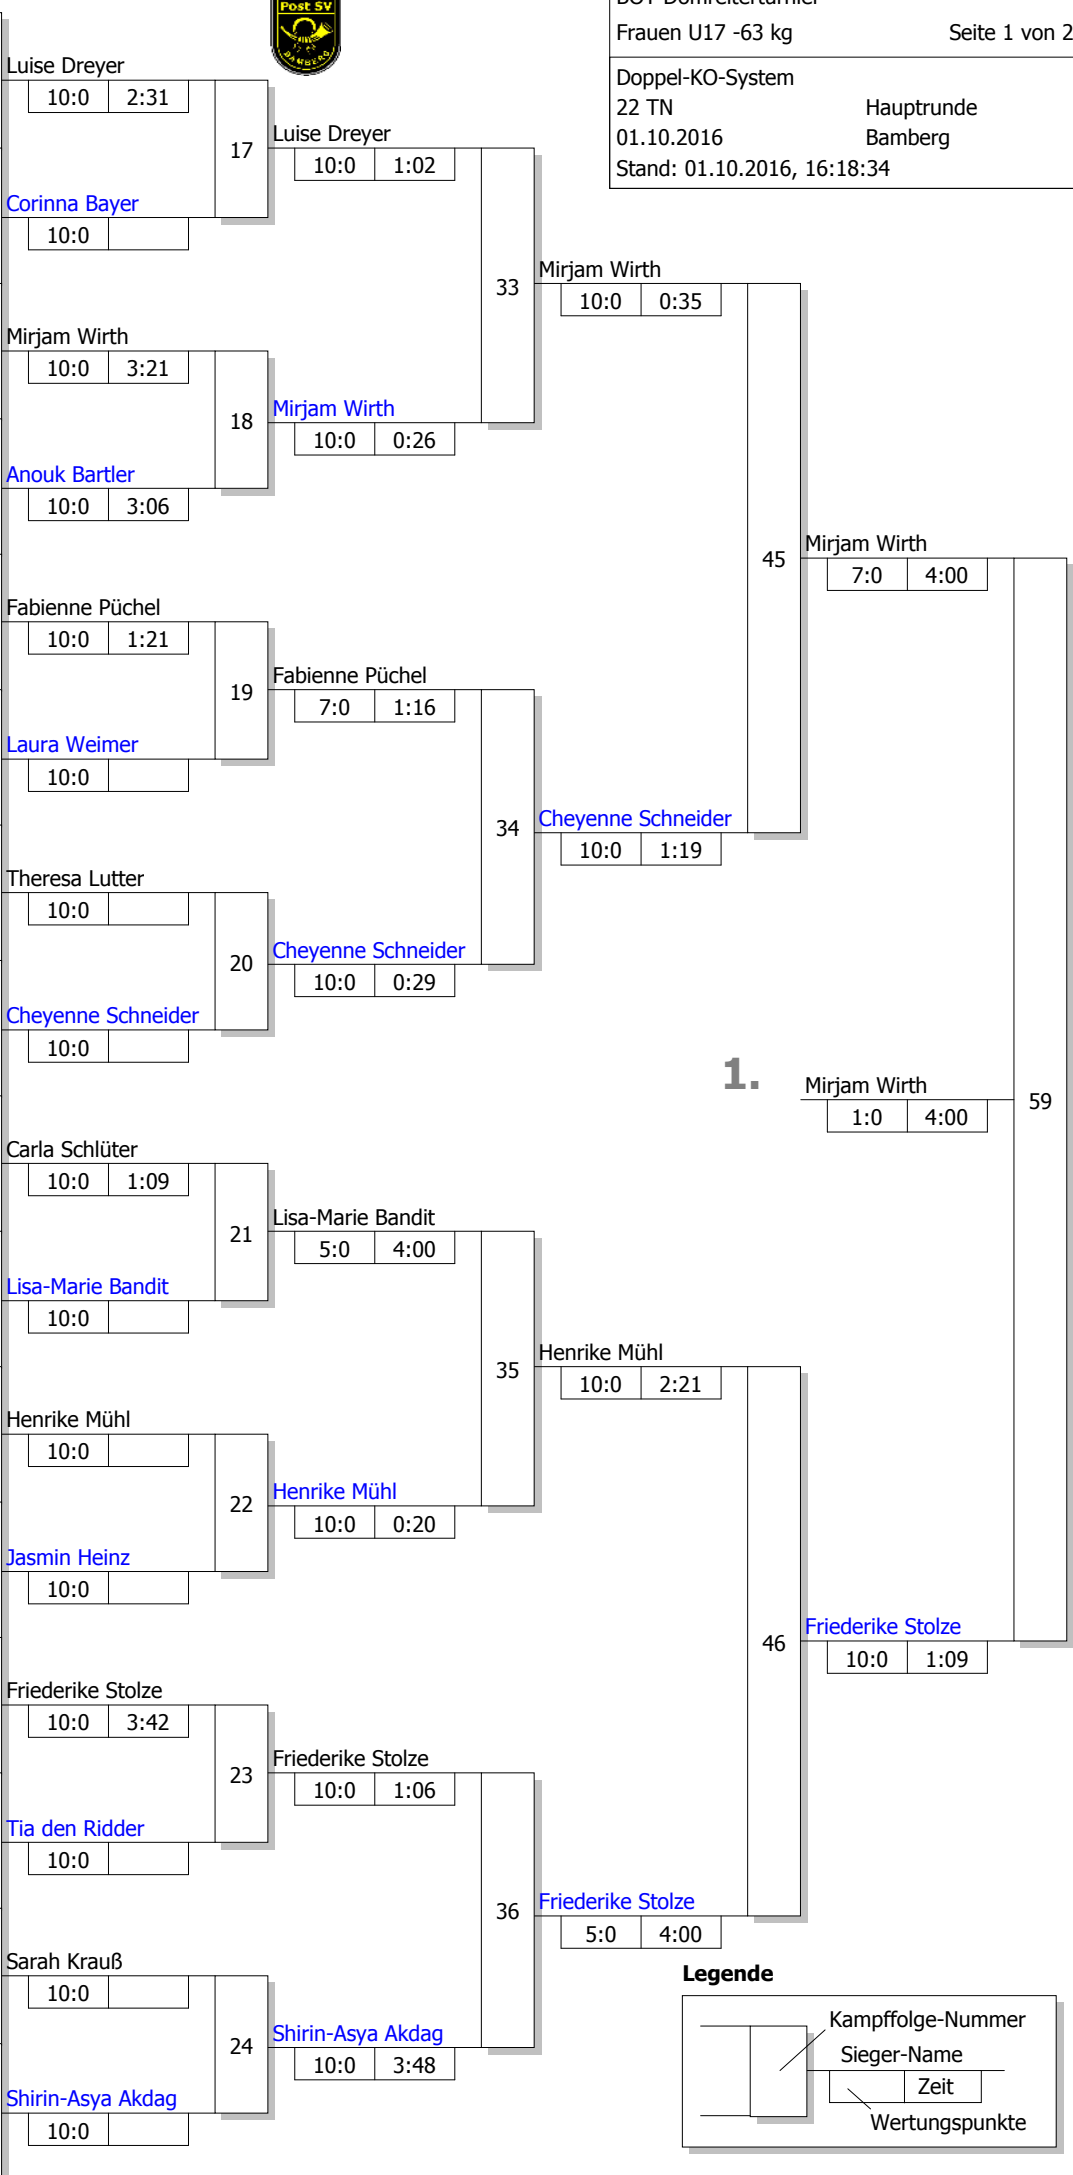 Post SV
BAMBERG
Frauen U17 -63 kg Seite 1 von 2
Doppel-KO-System
22 TN Hauptrunde
01.10.2016 Bamberg
Stand: 01.10.2016, 16:18:34
Luise Dreyer
10:0 2:31
17
Corinna Bayer
10:0
Luise Dreyer
10:0 1:02
33
Mirjam Wirth
10:0 3:21
18
Anouk Bartler
10:0 3:06
Mirjam Wirth
10:0 0:26
Mirjam Wirth
10:0 0:35
45
Fabienne Püchel
10:0 1:21
19
Laura Weimer
10:0
Fabienne Püchel
7:0 1:16
34
Theresa Lutter
10:0
20
Cheyenne Schneider
10:0
Cheyenne Schneider
10:0 0:29
Cheyenne Schneider
10:0 1:19
Mirjam Wirth
7:0 4:00
59
1.
Mirjam Wirth
1:0 4:00
Carla Schlüter
10:0 1:09
21
Lisa-Marie Bandit
10:0
Lisa-Marie Bandit
5:0 4:00
35
Henrike Mühl
10:0
22
Jasmin Heinz
10:0
Henrike Mühl
10:0 0:20
Henrike Mühl
10:0 2:21
46
Friederike Stolze
10:0 3:42
23
Tia den Ridder
10:0
Friederike Stolze
10:0 1:06
36
Sarah Krauß
10:0
24
Shirin-Asya Akdag
10:0
Shirin-Asya Akdag
10:0 3:48
Friederike Stolze
5:0 4:00
Friederike Stolze
10:0 1:09
Legende
Kampffolge-Nummer
Sieger-Name
Zeit
Wertungspunkte